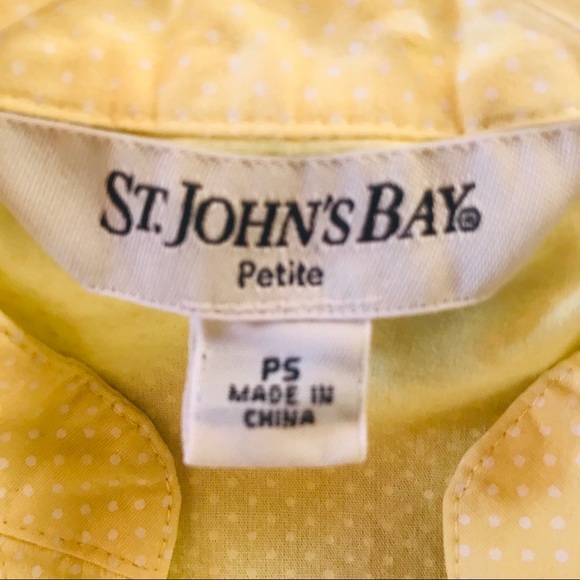 ST. JOHN'S BAY®
Petite
PS
MADE IN
CHINA